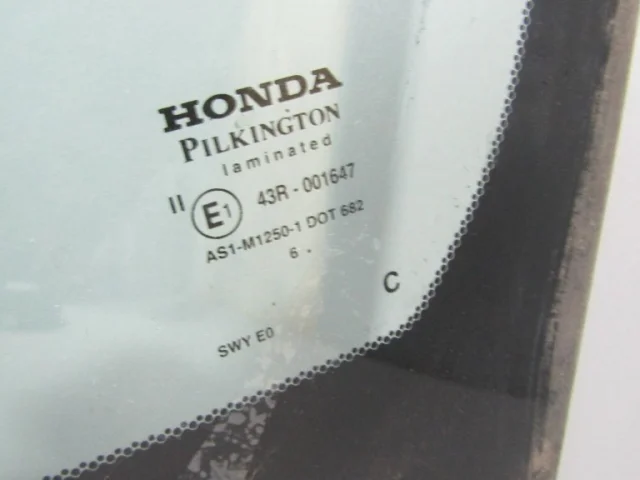 HONDA
PILKINGTON
laminated
II E1 43R - 001647
AS1-M1250-1 DOT 682
6 .
C
SWY E0